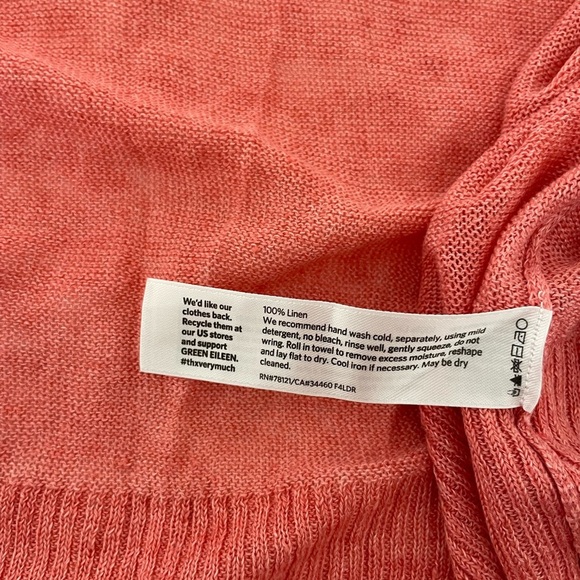 We'd like our
clothes back.
Recycle them at
our US stores
and support
GREEN EILEEN.
#thxverymuch
100% Linen
We recommend hand wash cold, separately, using mild
detergent, no bleach, rinse well, gently squeeze, do not
wring. Roll in towel to remove excess moisture, reshape
and lay flat to dry. Cool iron if necessary. May be dry
cleaned.
RN#78121/CA#34460 F4LDR